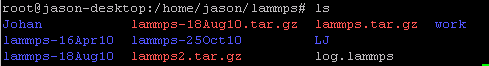 root@jason-desktop:/home/jason/lammps# ls
Johan lammps-18Aug10.tar.gz lammps.tar.gz work
lammps-16Apr10 lammps-25Oct10 LJ
lammps-18Aug10 lammps2.tar.gz log.lammps